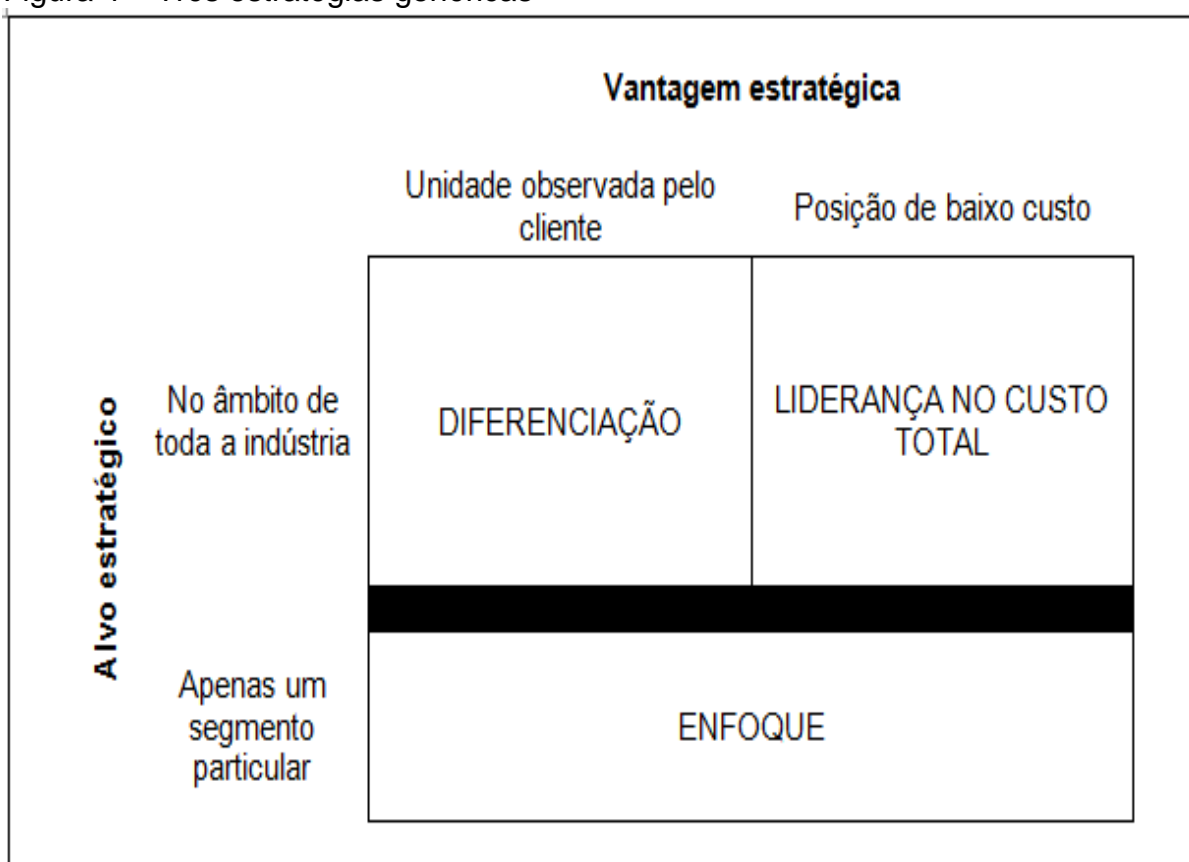 Vantagem estratégica
Unidade observada pelo
cliente
Posição de baixo custo
Alvo estratégico
No âmbito de
toda a indústria
DIFERENCIAÇÃO
LIDERANÇA NO CUSTO
TOTAL
Apenas um
segmento
particular
ENFOQUE